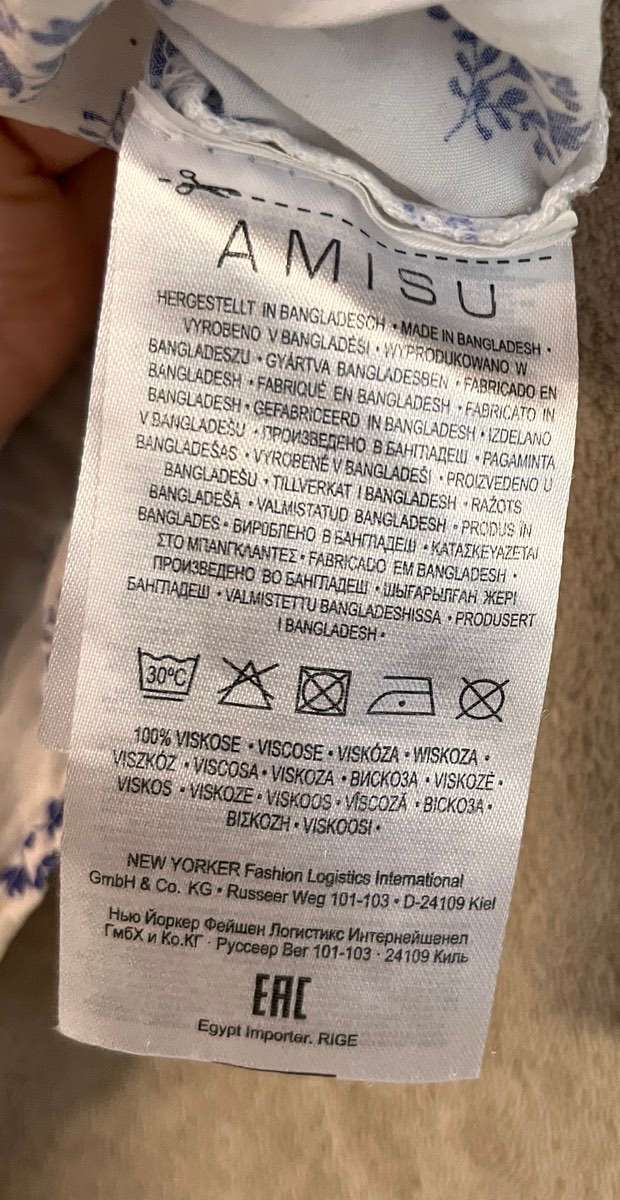 AMISU
HERGESTELLT IN BANGLADESCH • MADE IN BANGLADESH •
VYROBENO V BANGLADÉŠI • WYPRODUKOWANO W
BANGLADESZU • GYÁRTVA BANGLADESBEN • FABRICADO EN
BANGLADESH • FABRIQUÉ EN BANGLADESH • FABRICATO IN
BANGLADESH • GEFABRICEERD IN BANGLADESH • IZDELANO
V BANGLADEŠU • ПРОИЗВЕДЕНО В БАНГЛАДЕШ • PAGAMINTA
BANGLADEŠAS • VYROBENÉ V BANGLADEŠI • PROIZVEDENO U
BANGLADEŠU • TILLVERKAT I BANGLADESH • RAŽOTS
BANGLADEŠA • VALMISTATUD BANGLADESH • PRODUS ÎN
BANGLADES • ВИРОБЛЕНО В БАНГЛАДЕШ • ΚΑΤΑΣΚΕΥΑΖΕΤΑΙ
ΣΤΟ ΜΠΑΝΓΚΛΑΝΤΕΣ • FABRICADO EM BANGLADESH •
ПРОИЗВЕДЕНО ВО БАНГЛАДЕШ • ШЫҒАРЫЛҒАН ЖЕРІ
БАНГЛАДЕШ • VALMISTETTU BANGLADESHISSA • PRODUSERT
I BANGLADESH •
30°C
100% VISKOSE • VISCOSE • VISKÓZA • WISKOZA •
VISZKÓZ • VISCOSA • VISKOZA • ВИСКОЗА • VISKOZĖ •
VISKOS • VISKOZE • VISKOOS • VÎSCOZĂ • ВІСКОЗА •
ΒΙΣΚΟΖΗ • VISKOOSI •
NEW YORKER Fashion Logistics International
GmbH & Co. KG • Russeer Weg 101-103 • D-24109 Kiel
Нью Йоркер Фейшен Логистикс Интернейшенел
ГмбХ и Ко.КГ · Руссеер Вег 101-103 · 24109 Киль
EAC
Egypt Importer. RIGE